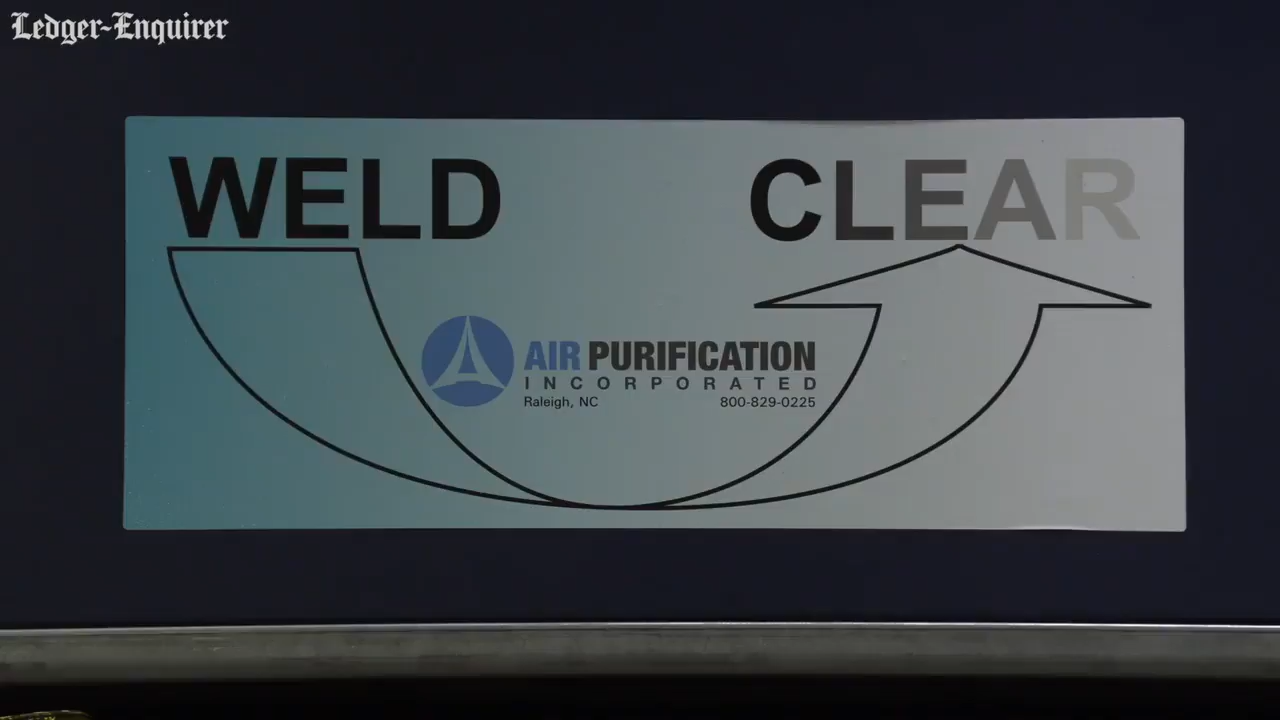 Ledger-Enquirer
WELD CLEAR
AIR PURIFICATION
INCORPORATED
Raleigh, NC 800-829-0225